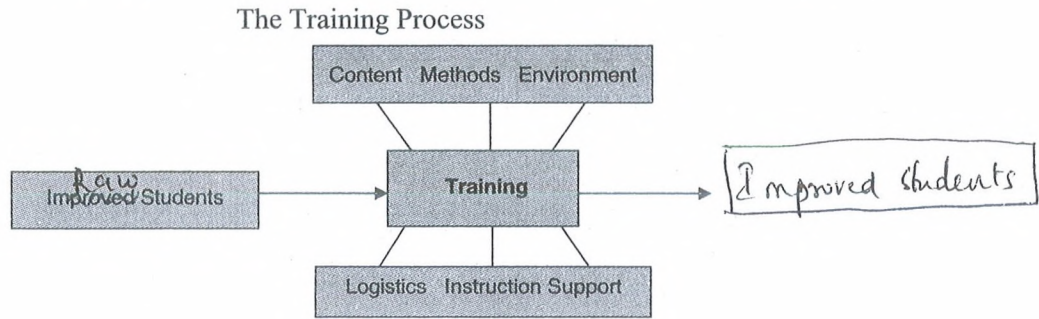 The Training Process
Content Methods Environment
Raw
Improved Students
Training
Improved students
Logistics Instruction Support